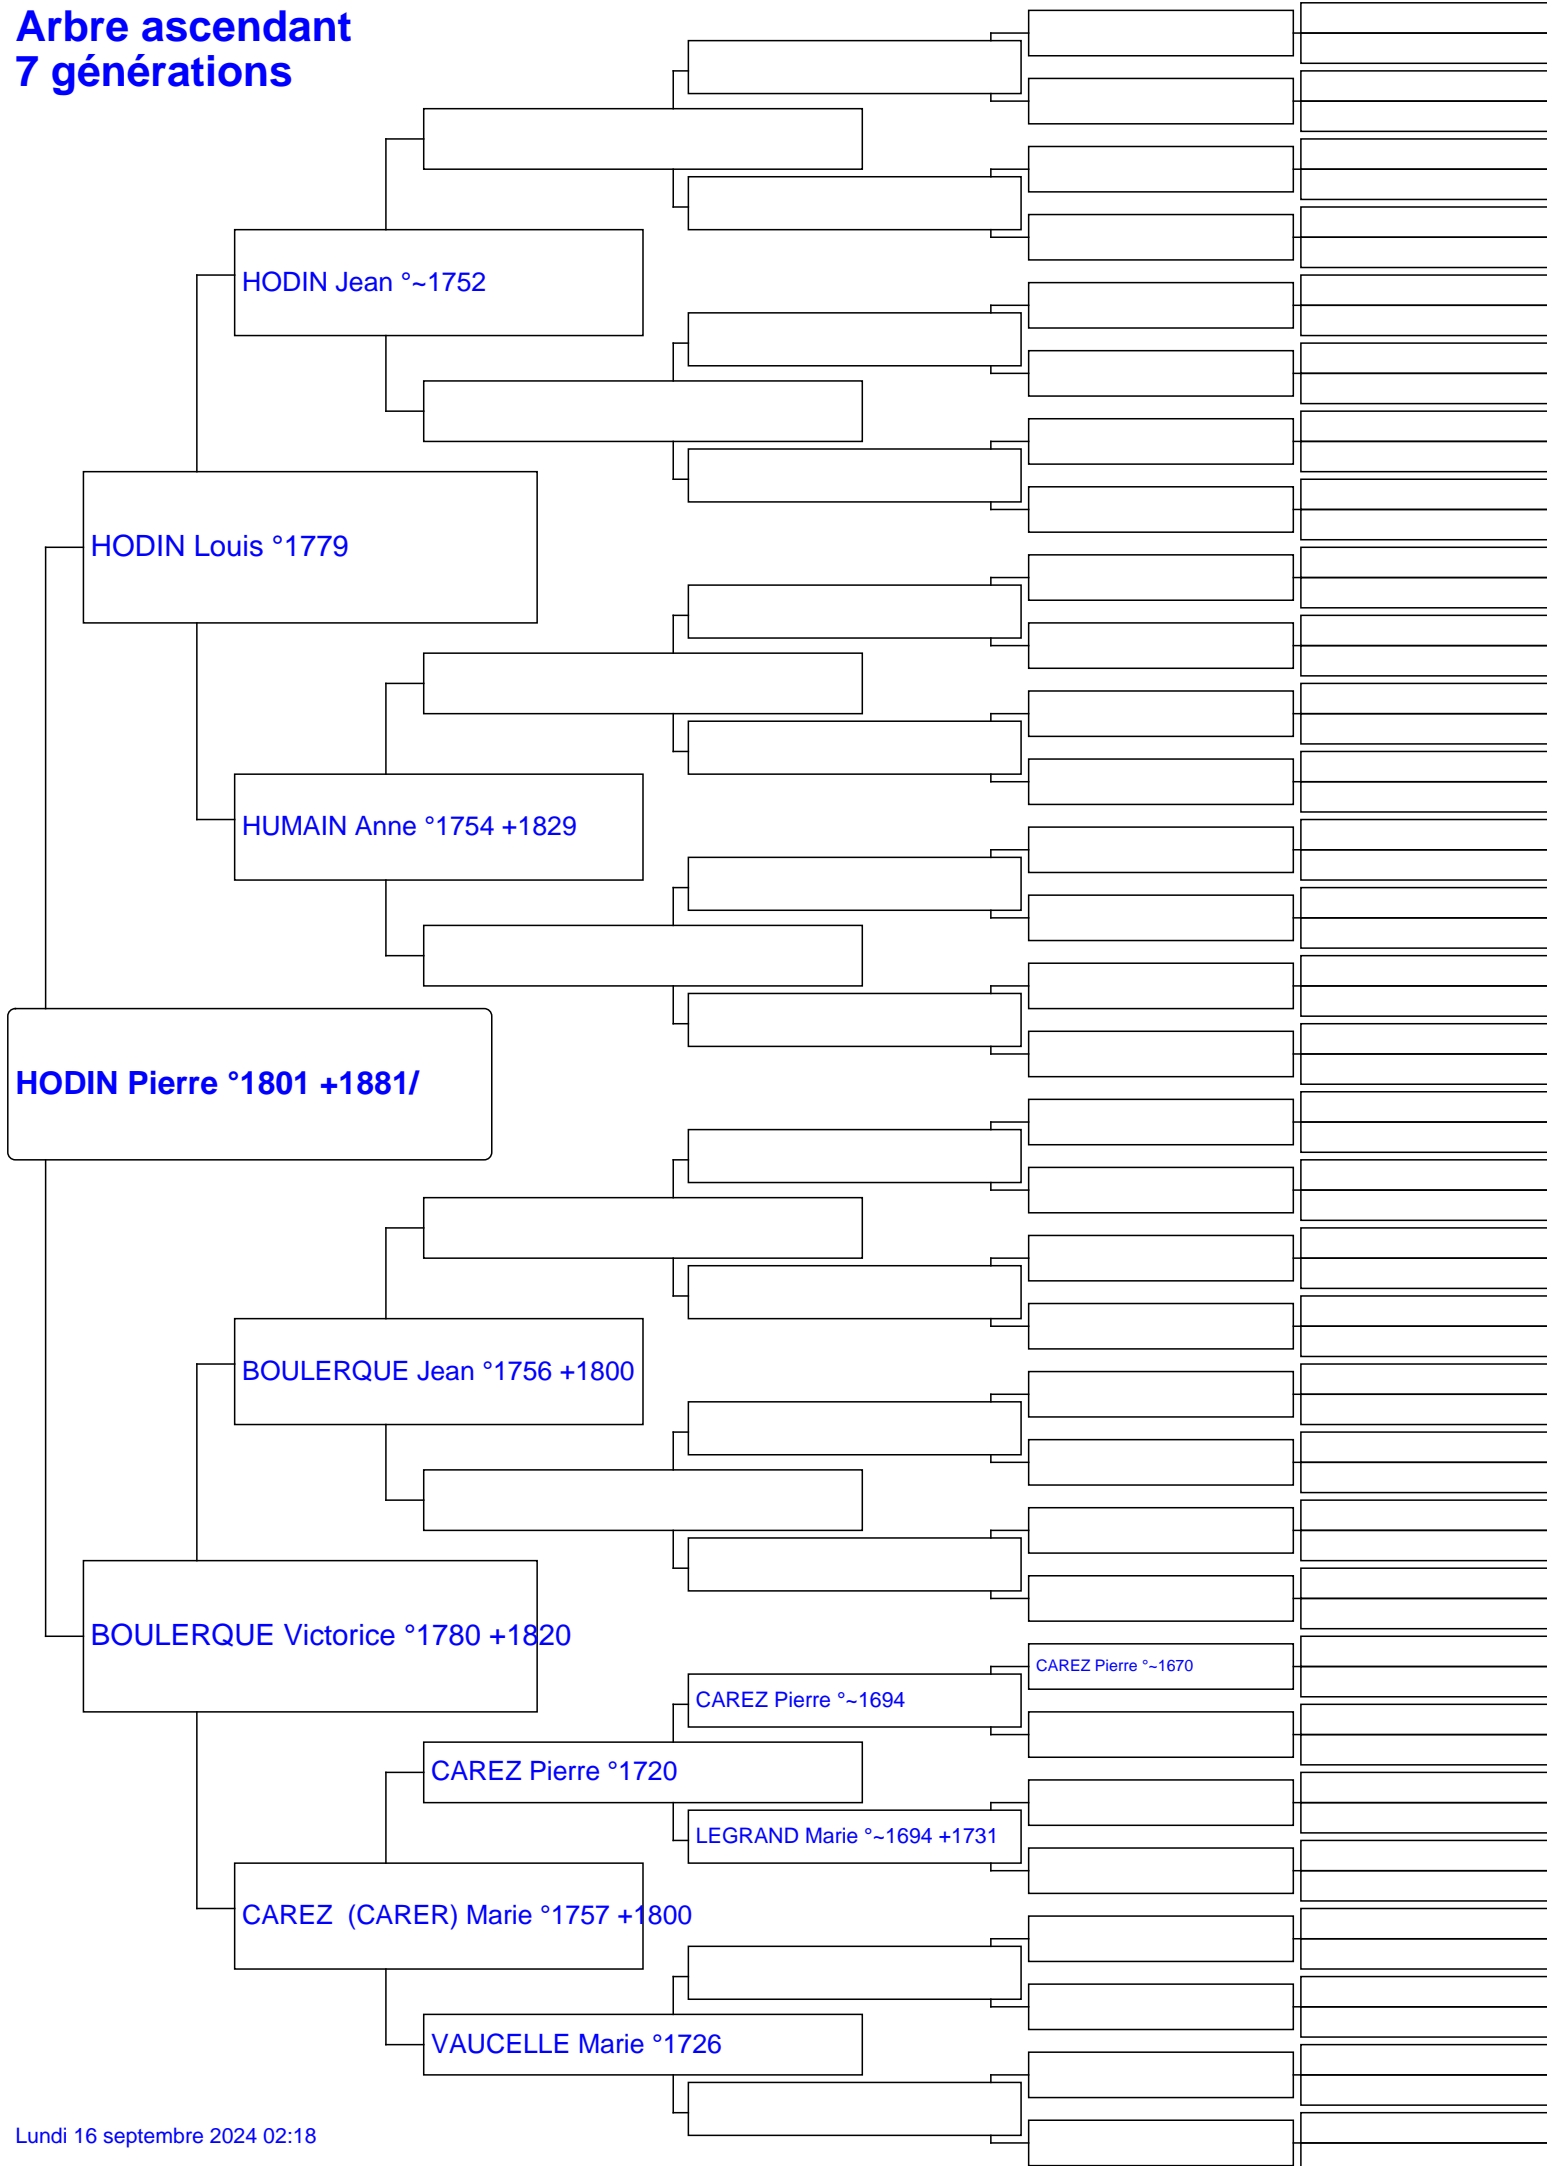 Arbre ascendant
7 générations
HODIN Jean °~1752
HODIN Louis °1779
HUMAIN Anne °1754 +1829
HODIN Pierre °1801 +1881/
BOULERQUE Jean °1756 +1800
BOULERQUE Victorice °1780 +1820
CAREZ Pierre °~1670
CAREZ Pierre °~1694
CAREZ Pierre °1720
LEGRAND Marie °~1694 +1731
CAREZ  (CARER) Marie °1757 +1800
VAUCELLE Marie °1726
Lundi 16 septembre 2024 02:18